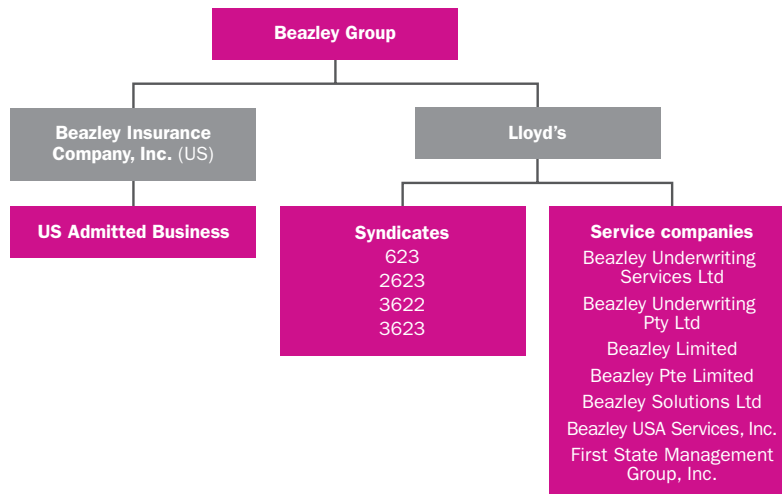 Beazley Group
Beazley Insurance
Company, Inc. (US)
Lloyd's
US Admitted Business
Syndicates
623
2623
3622
3623
Service companies
Beazley Underwriting
Services Ltd
Beazley Underwriting
Pty Ltd
Beazley Limited
Beazley Pte Limited
Beazley Solutions Ltd
Beazley USA Services, Inc.
First State Management
Group, Inc.